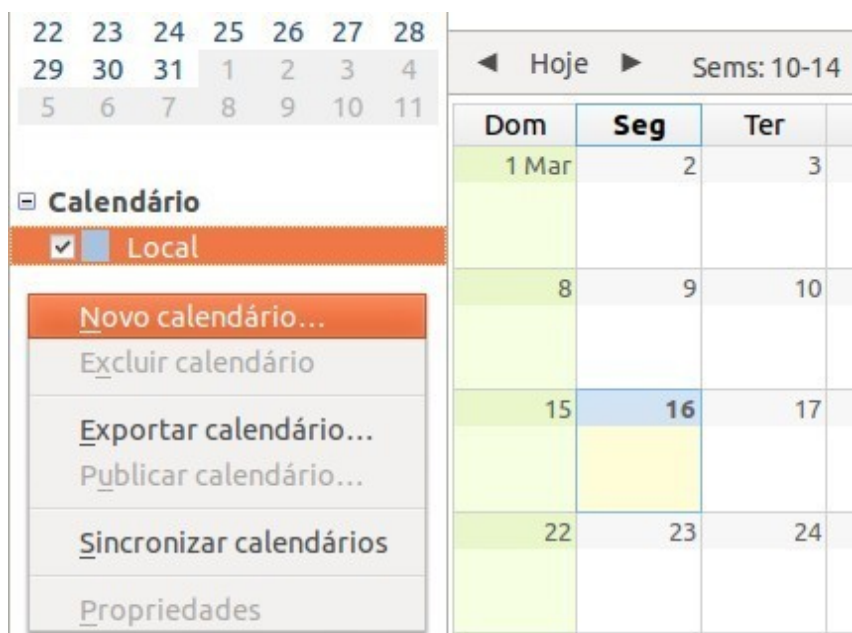 22 23 24 25 26 27 28
29 30 31 1 2 3 4
5 6 7 8 9 10 11
Calendário
Local
Novo calendário...
Excluir calendário
Exportar calendário...
Publicar calendário...
Sincronizar calendários
Propriedades
Hoje
Sems: 10-14
Dom Seg Ter
1 Mar 2 3
8 9 10
15 16 17
22 23 24